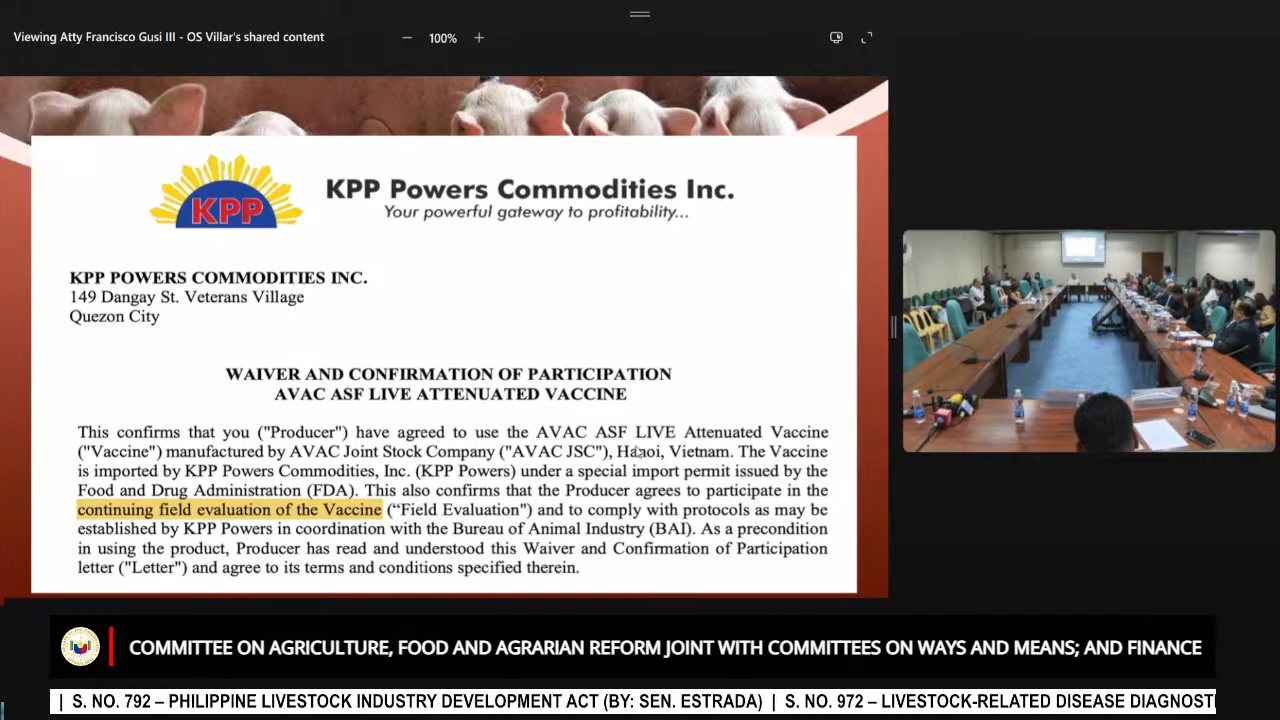 Viewing Atty Francisco Gusi III - OS Villar's shared content
100%
KPP
KPP Powers Commodities Inc.
Your powerful gateway to profitability...
KPP POWERS COMMODITIES INC.
149 Dangay St. Veterans Village
Quezon City
WAIVER AND CONFIRMATION OF PARTICIPATION
AVAC ASF LIVE ATTENUATED VACCINE
This confirms that you ("Producer") have agreed to use the AVAC ASF LIVE Attenuated Vaccine
("Vaccine") manufactured by AVAC Joint Stock Company ("AVAC JSC"), Hanoi, Vietnam. The Vaccine
is imported by KPP Powers Commodities, Inc. (KPP Powers) under a special import permit issued by the
Food and Drug Administration (FDA). This also confirms that the Producer agrees to participate in the
continuing field evaluation of the Vaccine (“Field Evaluation") and to comply with protocols as may be
established by KPP Powers in coordination with the Bureau of Animal Industry (BAI). As a precondition
in using the product, Producer has read and understood this Waiver and Confirmation of Participation
letter ("Letter") and agree to its terms and conditions specified therein.
COMMITTEE ON AGRICULTURE, FOOD AND AGRARIAN REFORM JOINT WITH COMMITTEES ON WAYS AND MEANS; AND FINANCE
| S. NO. 792 – PHILIPPINE LIVESTOCK INDUSTRY DEVELOPMENT ACT (BY: SEN. ESTRADA) | S. NO. 972 – LIVESTOCK-RELATED DISEASE DIAGNOSTI